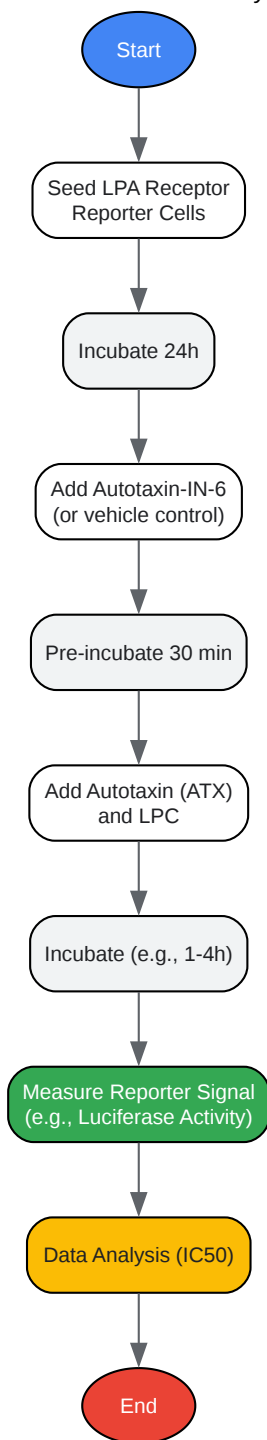 Start
Seed LPA Receptor
Reporter Cells
Incubate 24h
Add Autotaxin-IN-6
(or vehicle control)
Pre-incubate 30 min
Add Autotaxin (ATX)
and LPC
Incubate (e.g., 1-4h)
Measure Reporter Signal
(e.g., Luciferase Activity)
Data Analysis (IC50)
End